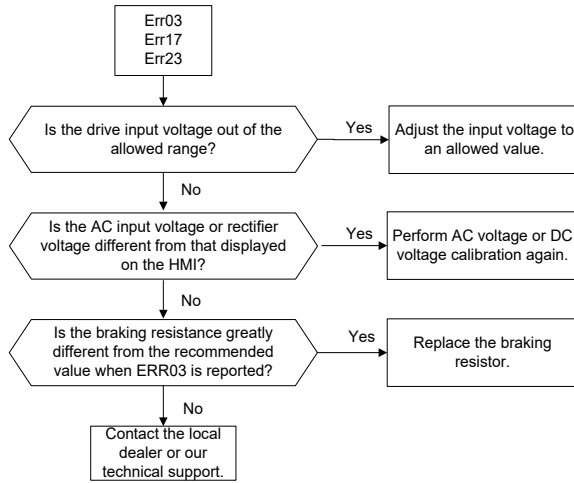 Err03
Err17
Err23
Is the drive input voltage out of the
allowed range?
Yes
Adjust the input voltage to
an allowed value.
No
Is the AC input voltage or rectifier
voltage different from that displayed
on the HMI?
Yes
Perform AC voltage or DC
voltage calibration again.
No
Is the braking resistance greatly
different from the recommended
value when ERR03 is reported?
Yes
Replace the braking
resistor.
No
Contact the local
dealer or our
technical support.